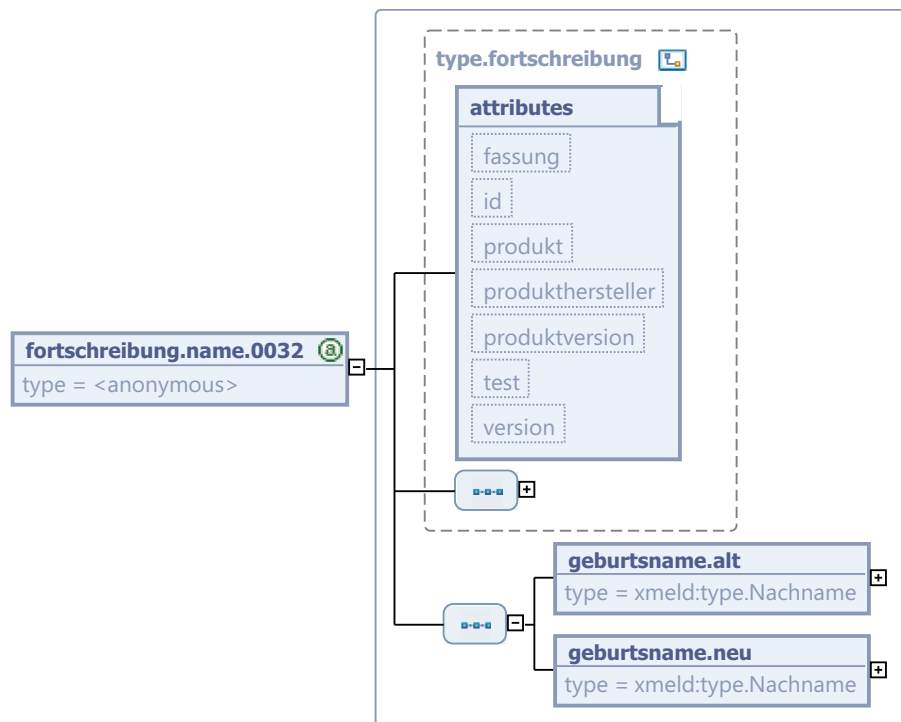 type.fortschreibung
attributes
fassung
id
produkt
produkthersteller
produktversion
test
version
fortschreibung.name.0032 @
type = <anonymous>
geburtsname.alt
type = xmeld:type.Nachname
geburtsname.neu
type = xmeld:type.Nachname